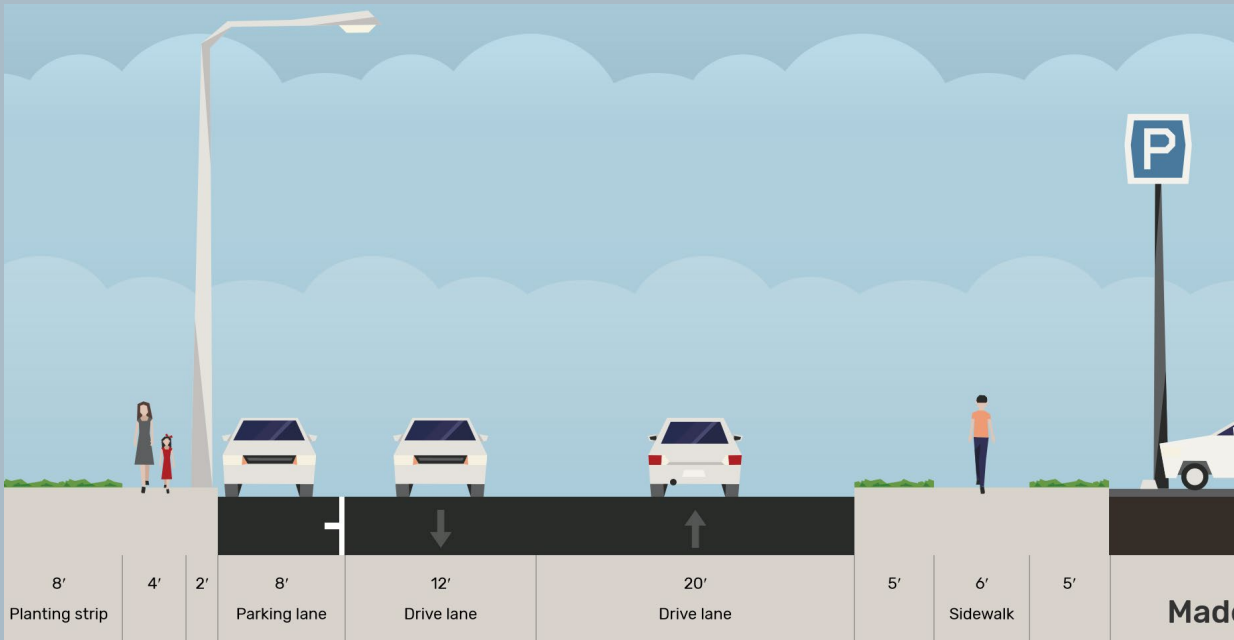 P
8′
4′
2′
8′
12′
20′
5′
6′
5′
Planting strip
Parking lane
Drive lane
Drive lane
Sidewalk